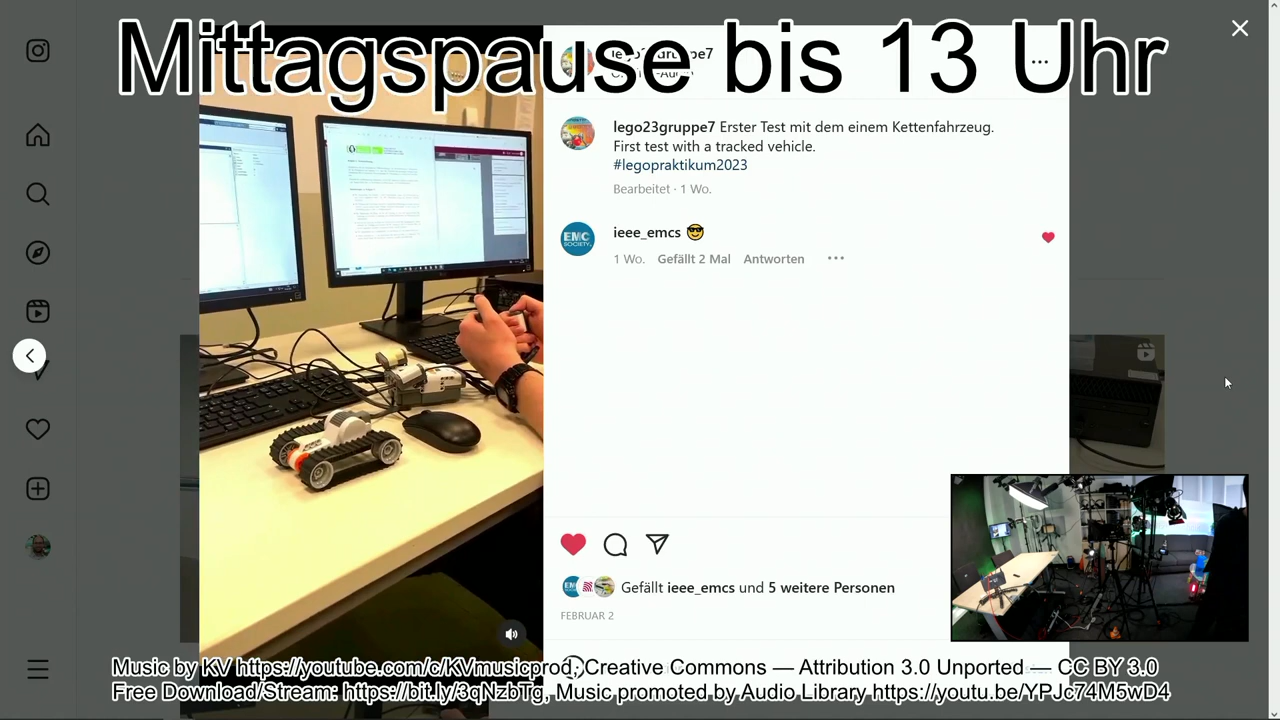 Mittagspause bis 13 Uhr
lego23gruppe7 Erster Test mit dem einem Kettenfahrzeug.
First test with a tracked vehicle.
#legopraktikum2023
Bearbeitet · 1 Wo.
EMC
SOCIETY.
ieee_emcs 😎
1 Wo. Gefällt 2 Mal Antworten
Gefällt ieee_emcs und 5 weitere Personen
FEBRUAR 2
Music by KV https://youtube.com/c/KVmusicprod; Creative Commons — Attribution 3.0 Unported — CC BY 3.0
Free Download/Stream: https://bit.ly/3qNzbTg, Music promoted by Audio Library https://youtu.be/YPJc74M5wD4